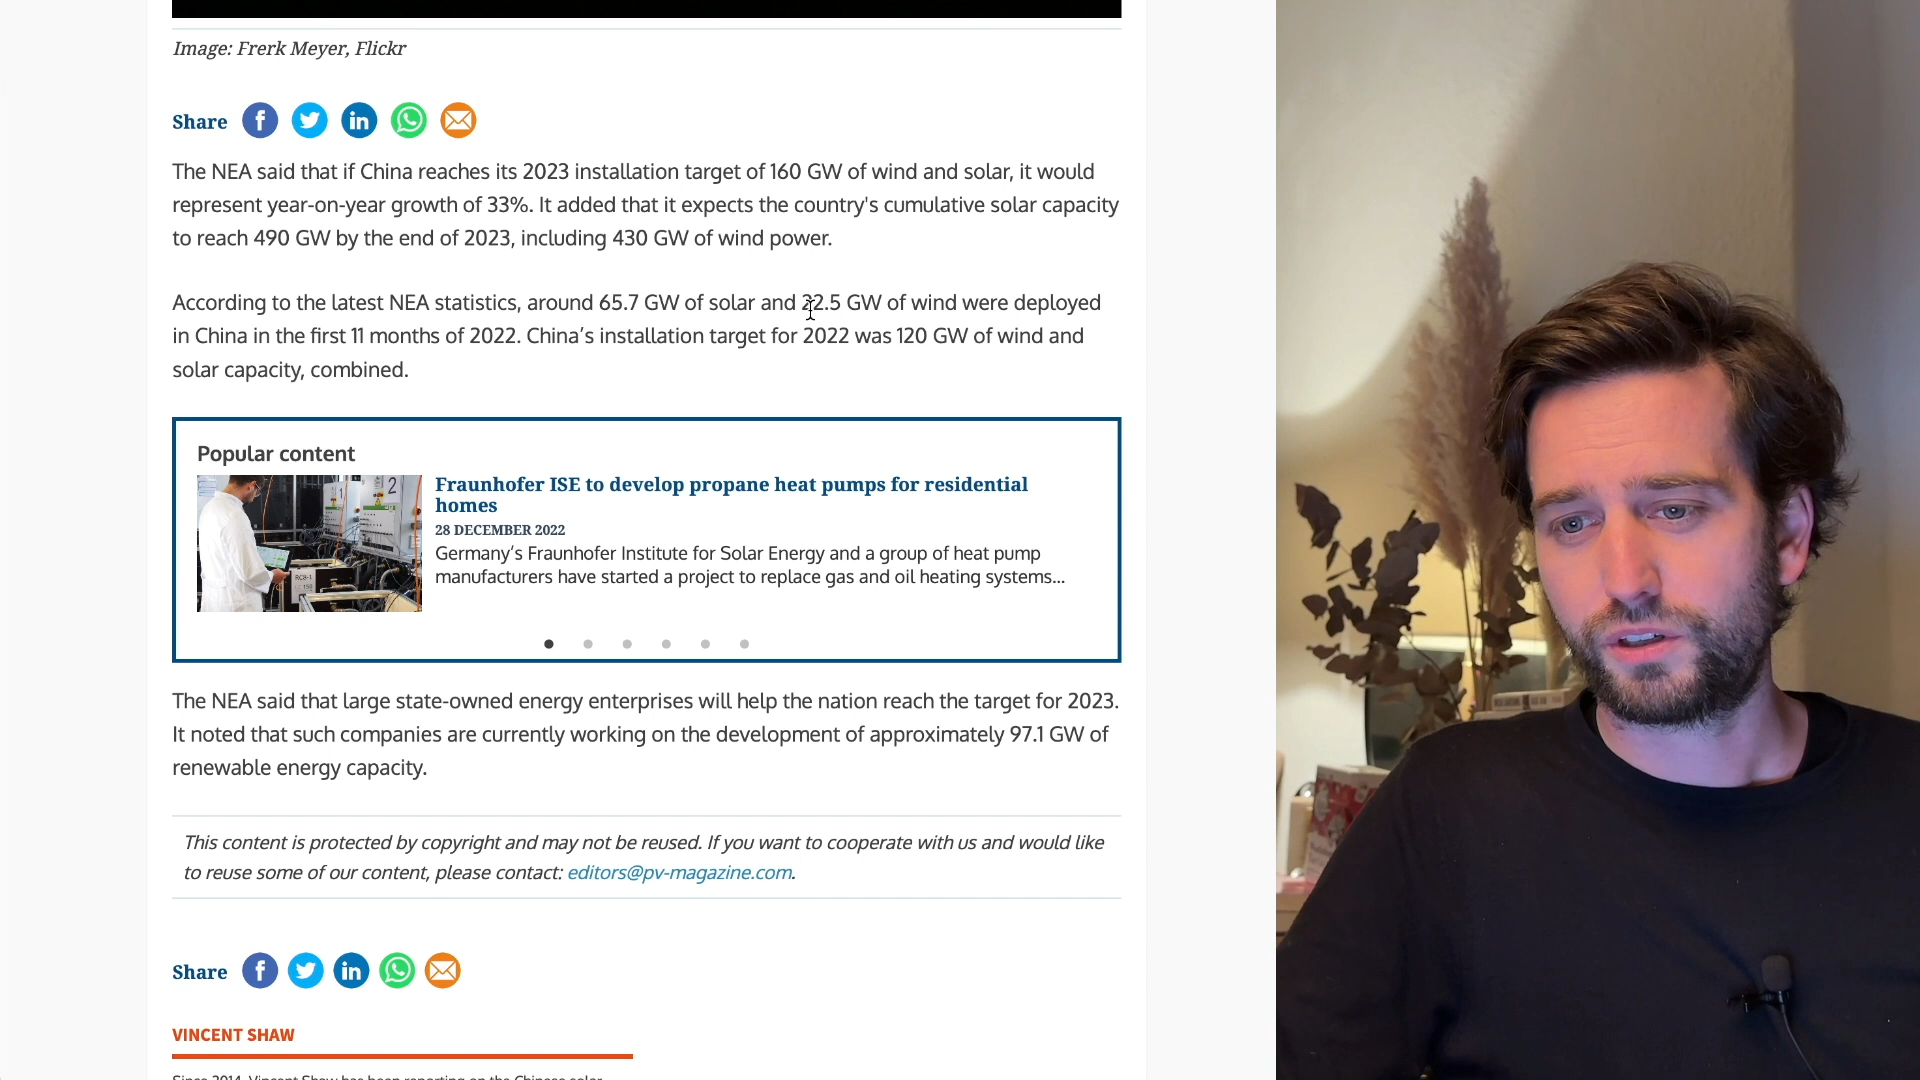 Image: Frerk Meyer, Flickr
Share
The NEA said that if China reaches its 2023 installation target of 160 GW of wind and solar, it would
represent year-on-year growth of 33%. It added that it expects the country's cumulative solar capacity
to reach 490 GW by the end of 2023, including 430 GW of wind power.
According to the latest NEA statistics, around 65.7 GW of solar and 22.5 GW of wind were deployed
in China in the first 11 months of 2022. China’s installation target for 2022 was 120 GW of wind and
solar capacity, combined.
Popular content
Fraunhofer ISE to develop propane heat pumps for residential
homes
28 DECEMBER 2022
Germany’s Fraunhofer Institute for Solar Energy and a group of heat pump
manufacturers have started a project to replace gas and oil heating systems...
The NEA said that large state-owned energy enterprises will help the nation reach the target for 2023.
It noted that such companies are currently working on the development of approximately 97.1 GW of
renewable energy capacity.
This content is protected by copyright and may not be reused. If you want to cooperate with us and would like
to reuse some of our content, please contact: editors@pv-magazine.com.
Share
VINCENT SHAW
Since 2014, Vincent Shaw has been reporting on the Chinese solar